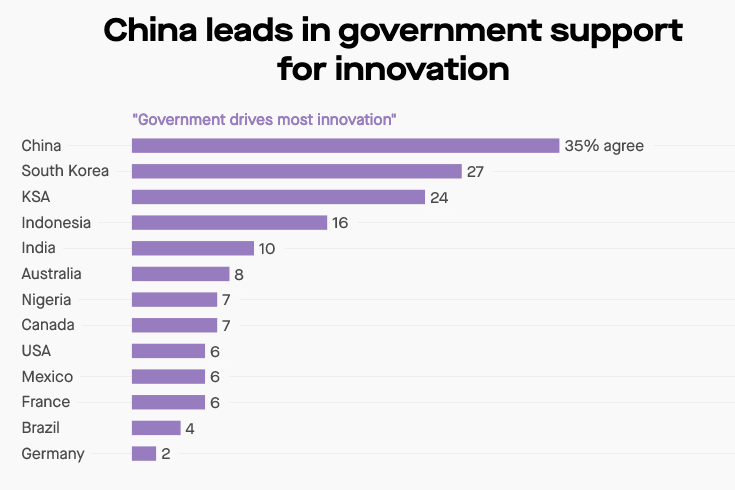 China leads in government support
for innovation
"Government drives most innovation"
China 35% agree
South Korea 27
KSA 24
Indonesia 16
India 10
Australia 8
Nigeria 7
Canada 7
USA 6
Mexico 6
France 6
Brazil 4
Germany 2